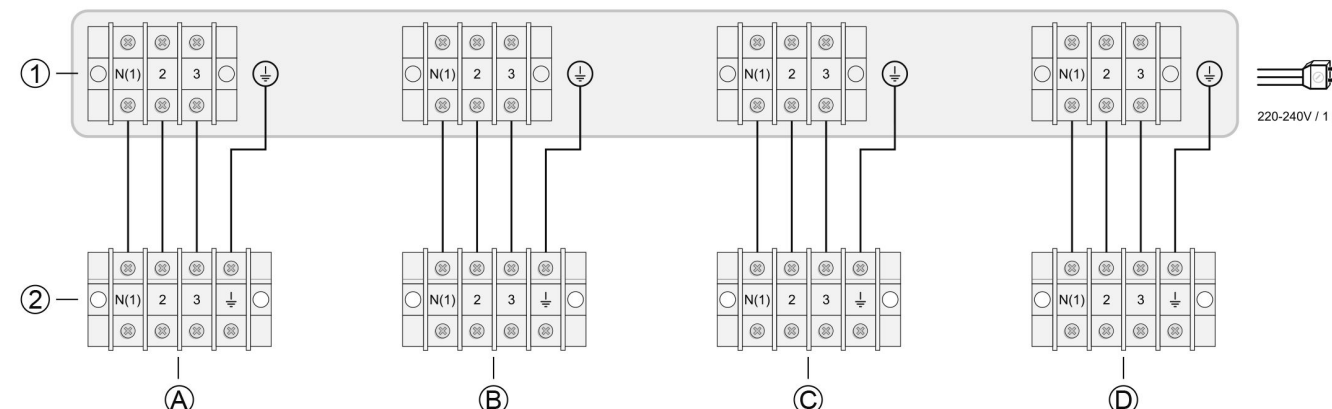 ① N(1) 2 3 N(1) 2 3 N(1) 2 3 N(1) 2 3
220-240V / 1
② N(1) 2 3 N(1) 2 3 N(1) 2 3 N(1) 2 3
Ⓐ Ⓑ Ⓒ Ⓓ